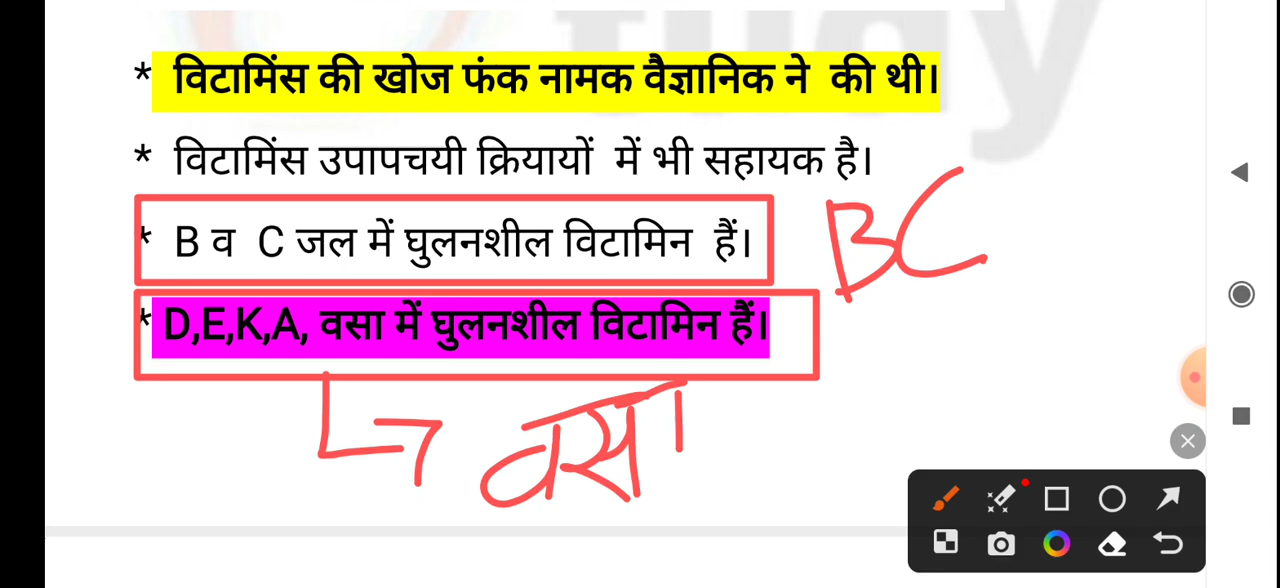 * विटामिंस की खोज फंक नामक वैज्ञानिक ने की थी।
* विटामिंस उपापचयी क्रियायों में भी सहायक है।
* B व C जल में घुलनशील विटामिन हैं।
BC
* D,E,K,A, वसा में घुलनशील विटामिन हैं।
वसा